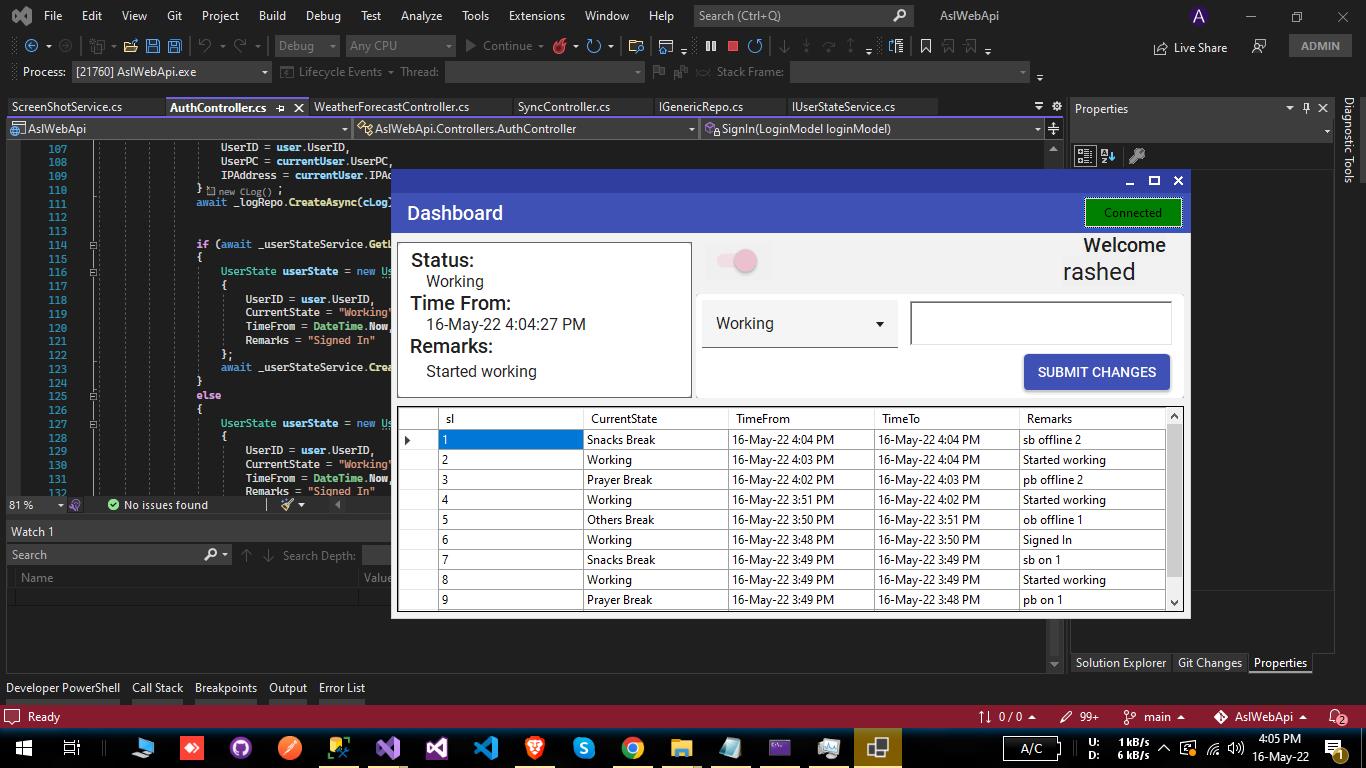 File Edit View Git Project Build Debug Test Analyze Tools Extensions Window Help Search (Ctrl+Q) AslWebApi A
Debug Any CPU Continue Live Share ADMIN
Process: [21760] AslWebApi.exe Lifecycle Events Thread: Stack Frame:
ScreenShotService.cs AuthController.cs WeatherForecastController.cs SyncController.cs IGenericRepo.cs IUserStateService.cs Properties
AslWebApi AslWebApi.Controllers.AuthController SignIn(LoginModel loginModel)
Diagnostic Tools
107 UserID = user.UserID,
108 UserPC = currentUser.UserPC,
109 IPAddress = currentUser.IPAd
110 } new CLog() ;
111 await _logRepo.CreateAsync(cLog)
112
113
114 if (await _userStateService.GetL
115 {
116 UserState userState = new Us
117 {
118 UserID = user.UserID,
119 CurrentState = "Working"
120 TimeFrom = DateTime.Now,
121 Remarks = "Signed In"
122 };
123 await _userStateService.Crea
124 }
125 else
126 {
127 UserState userState = new Us
128 {
129 UserID = user.UserID,
130 CurrentState = "Working"
131 TimeFrom = DateTime.Now,
132 Remarks = "Signed In"
81 % No issues found
Watch 1
Search Search Depth:
Name Value
Dashboard Connected
Status:
Working
Time From:
16-May-22 4:04:27 PM
Remarks:
Started working
Welcome
rashed
Working
SUBMIT CHANGES
sl CurrentState TimeFrom TimeTo Remarks
1 Snacks Break 16-May-22 4:04 PM 16-May-22 4:04 PM sb offline 2
2 Working 16-May-22 4:03 PM 16-May-22 4:04 PM Started working
3 Prayer Break 16-May-22 4:02 PM 16-May-22 4:03 PM pb offline 2
4 Working 16-May-22 3:51 PM 16-May-22 4:02 PM Started working
5 Others Break 16-May-22 3:50 PM 16-May-22 3:51 PM ob offline 1
6 Working 16-May-22 3:48 PM 16-May-22 3:50 PM Signed In
7 Snacks Break 16-May-22 3:49 PM 16-May-22 3:49 PM sb on 1
8 Working 16-May-22 3:49 PM 16-May-22 3:49 PM Started working
9 Prayer Break 16-May-22 3:49 PM 16-May-22 3:48 PM pb on 1
Solution Explorer Git Changes Properties
Developer PowerShell Call Stack Breakpoints Output Error List
Ready 0 / 0 99+ main AslWebApi 2
A/C U: 1 kB/s 4:05 PM
D: 6 kB/s 16-May-22 1